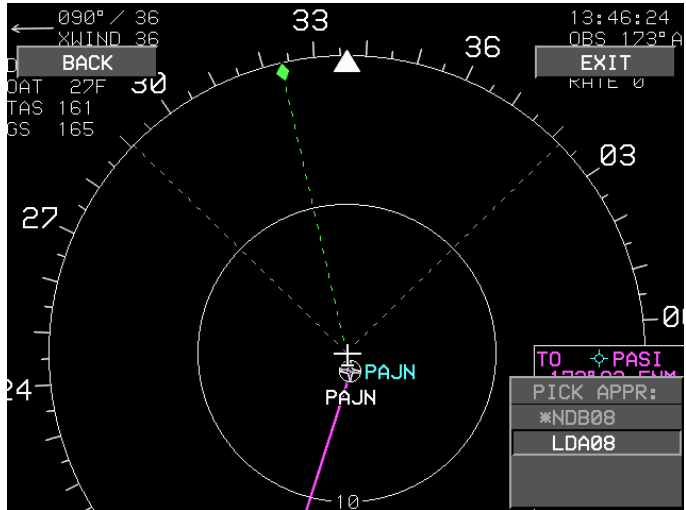 090° / 36
XWIND 36
BACK
OAT 27F
TAS 161
GS 165
13:46:24
OBS 173°A
EXIT
RATE 0
33
36
30
03
27
24
PAJN
PAJN
10
TO PASI
PICK APPR:
*NDB08
LDA08